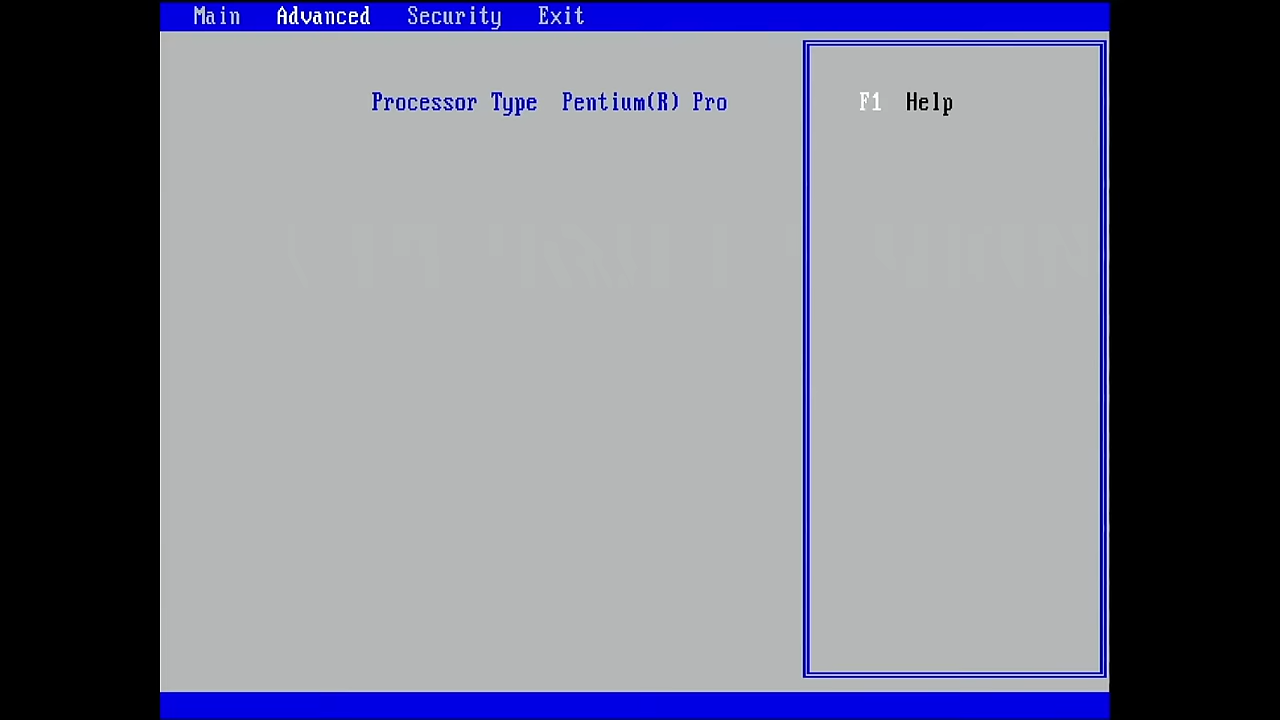 Main Advanced Security Exit
Processor Type Pentium(R) Pro
F1 Help